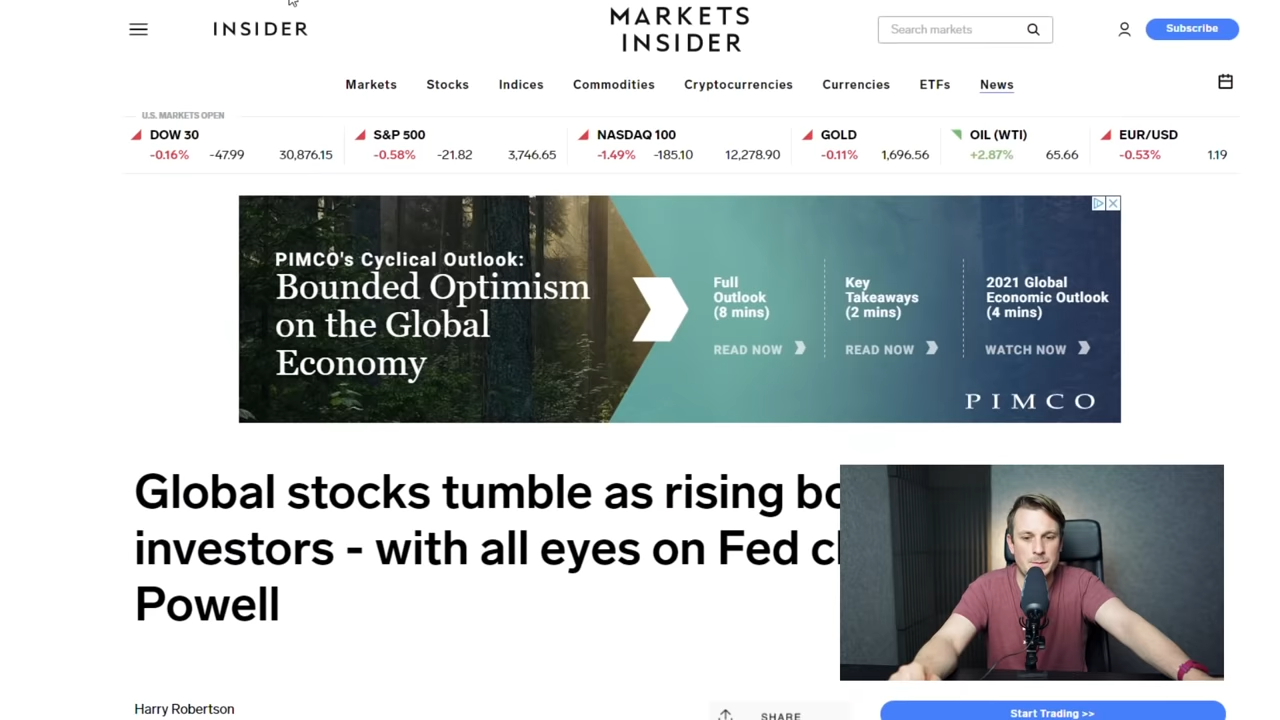 INSIDER
MARKETS
INSIDER
Search markets
Subscribe
Markets Stocks Indices Commodities Cryptocurrencies Currencies ETFs News
U.S. MARKETS OPEN
DOW 30
-0.16% -47.99 30,876.15
S&P 500
-0.58% -21.82 3,746.65
NASDAQ 100
-1.49% -185.10 12,278.90
GOLD
-0.11% 1,696.56
OIL (WTI)
+2.87% 65.66
EUR/USD
-0.53% 1.19
PIMCO's Cyclical Outlook:
Bounded Optimism
on the Global
Economy
Full
Outlook
(8 mins)
READ NOW
Key
Takeaways
(2 mins)
READ NOW
2021 Global
Economic Outlook
(4 mins)
WATCH NOW
PIMCO
Global stocks tumble as rising bo
investors - with all eyes on Fed c
Powell
Harry Robertson
SHARE
Start Trading >>